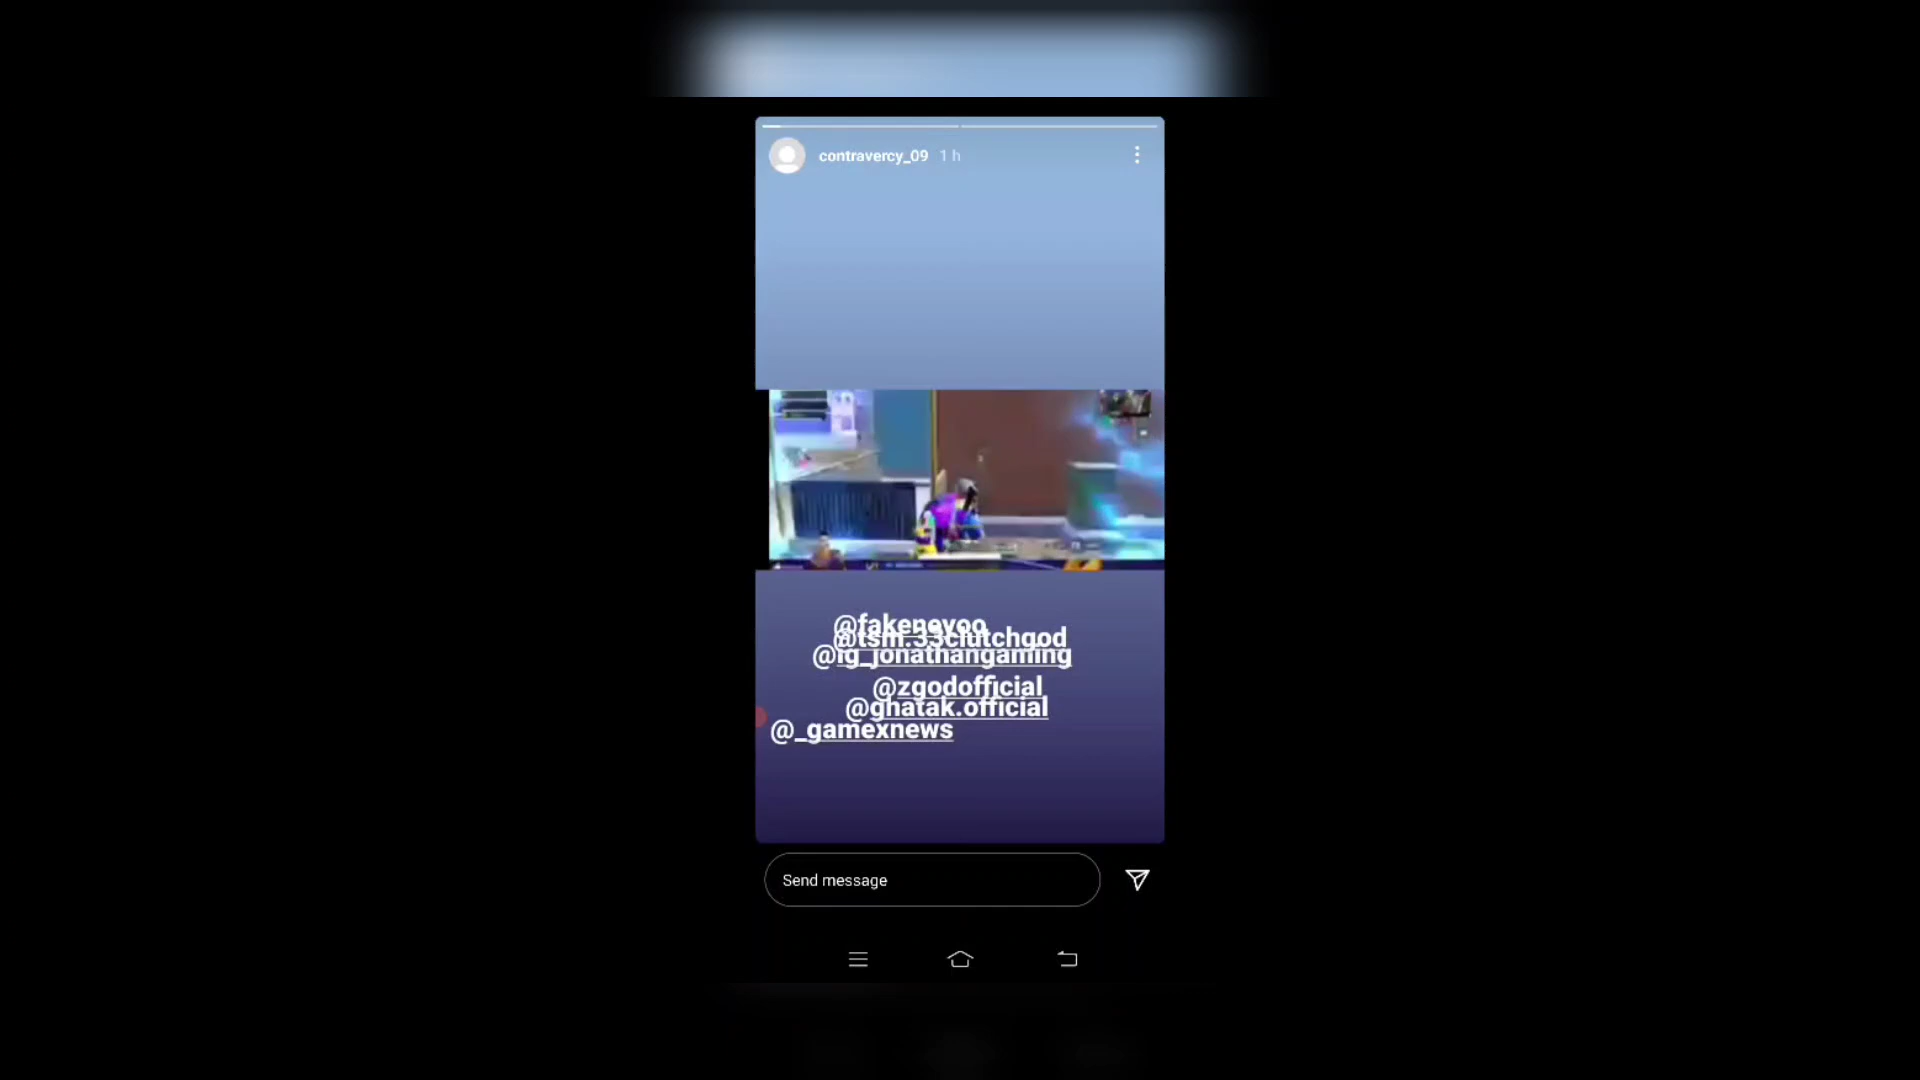 contravercy_09 1 h
@fakenevoo
@tsm.33clutchgod
@ig_jonathangaming
@zgodofficial
@ghatak.official
@_gamexnews
Send message